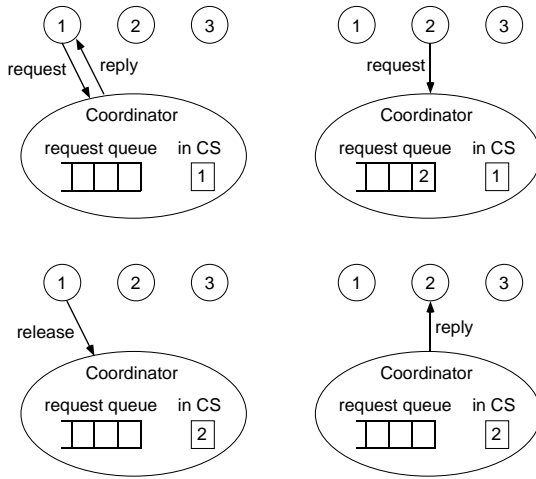 1 2 3
request reply
Coordinator
request queue in CS
1
1 2 3
request
Coordinator
request queue in CS
2 1
1 2 3
release
Coordinator
request queue in CS
2
1 2 3
reply
Coordinator
request queue in CS
2